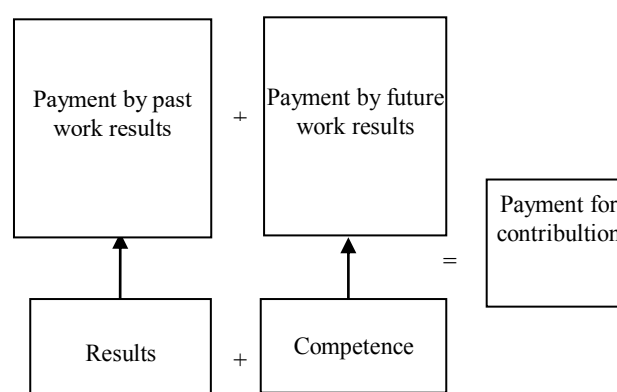 Payment by past
work results
+
Payment by future
work results
Payment for
contribultion
=
Results
+
Competence